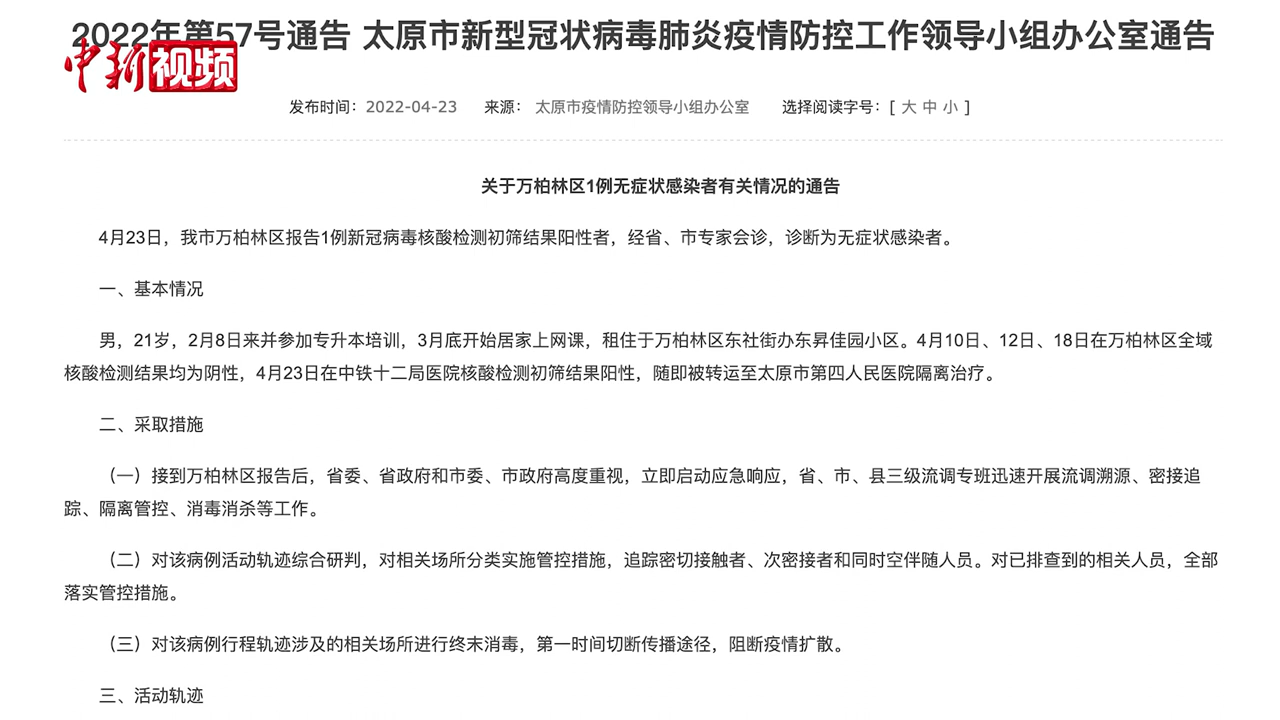 2022年第57号通告 太原市新型冠状病毒肺炎疫情防控工作领导小组办公室通告
中新视频
发布时间：2022-04-23 来源： 太原市疫情防控领导小组办公室 选择阅读字号：[ 大 中 小 ]
关于万柏林区1例无症状感染者有关情况的通告
4月23日，我市万柏林区报告1例新冠病毒核酸检测初筛结果阳性者，经省、市专家会诊，诊断为无症状感染者。
一、基本情况
男，21岁，2月8日来并参加专升本培训，3月底开始居家上网课，租住于万柏林区东社街办东昇佳园小区。4月10日、12日、18日在万柏林区全域
核酸检测结果均为阴性，4月23日在中铁十二局医院核酸检测初筛结果阳性，随即被转运至太原市第四人民医院隔离治疗。
二、采取措施
（一）接到万柏林区报告后，省委、省政府和市委、市政府高度重视，立即启动应急响应，省、市、县三级流调专班迅速开展流调溯源、密接追
踪、隔离管控、消毒消杀等工作。
（二）对该病例活动轨迹综合研判，对相关场所分类实施管控措施，追踪密切接触者、次密接者和同时空伴随人员。对已排查到的相关人员，全部
落实管控措施。
（三）对该病例行程轨迹涉及的相关场所进行终末消毒，第一时间切断传播途径，阻断疫情扩散。
三、活动轨迹